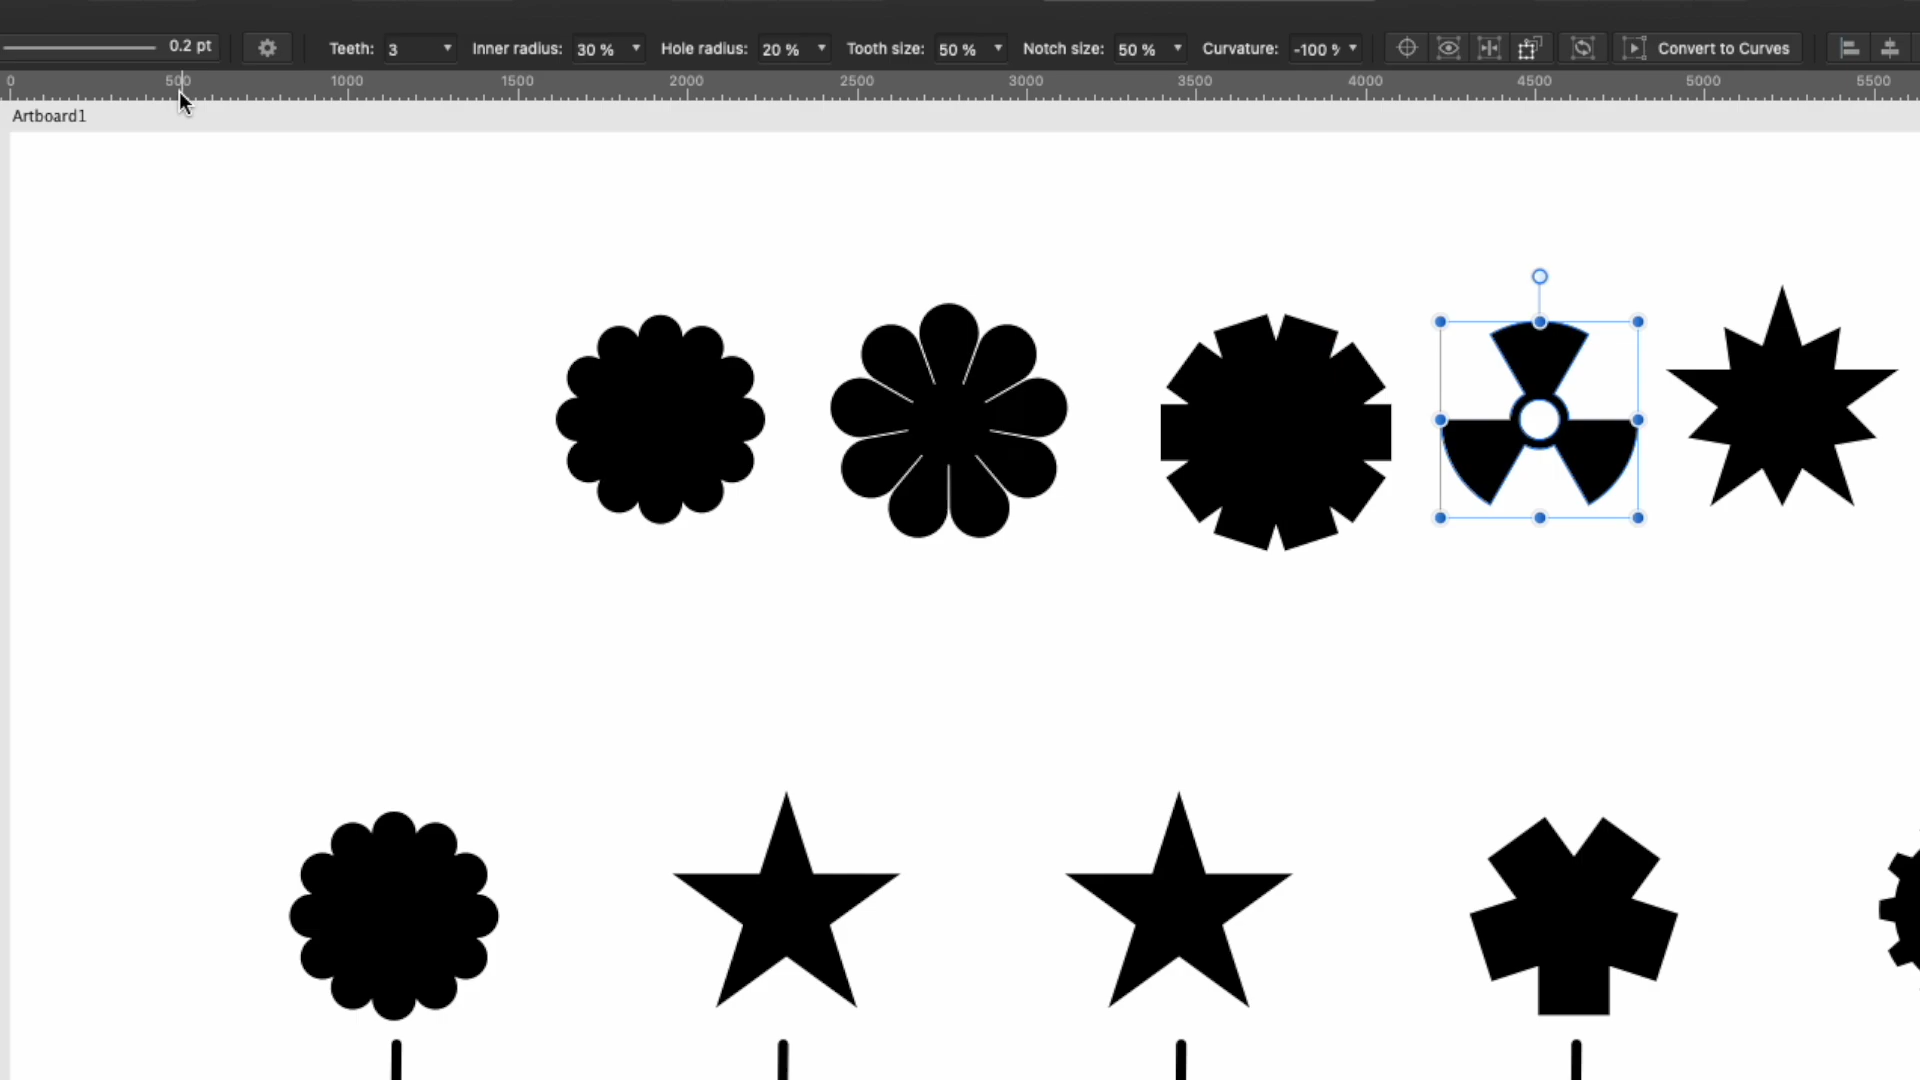 0.2 pt Teeth: 3 Inner radius: 30 % Hole radius: 20 % Tooth size: 50 % Notch size: 50 % Curvature: -100 % Convert to Curves
0 500 1000 1500 2000 2500 3000 3500 4000 4500 5000 5500
Artboard1